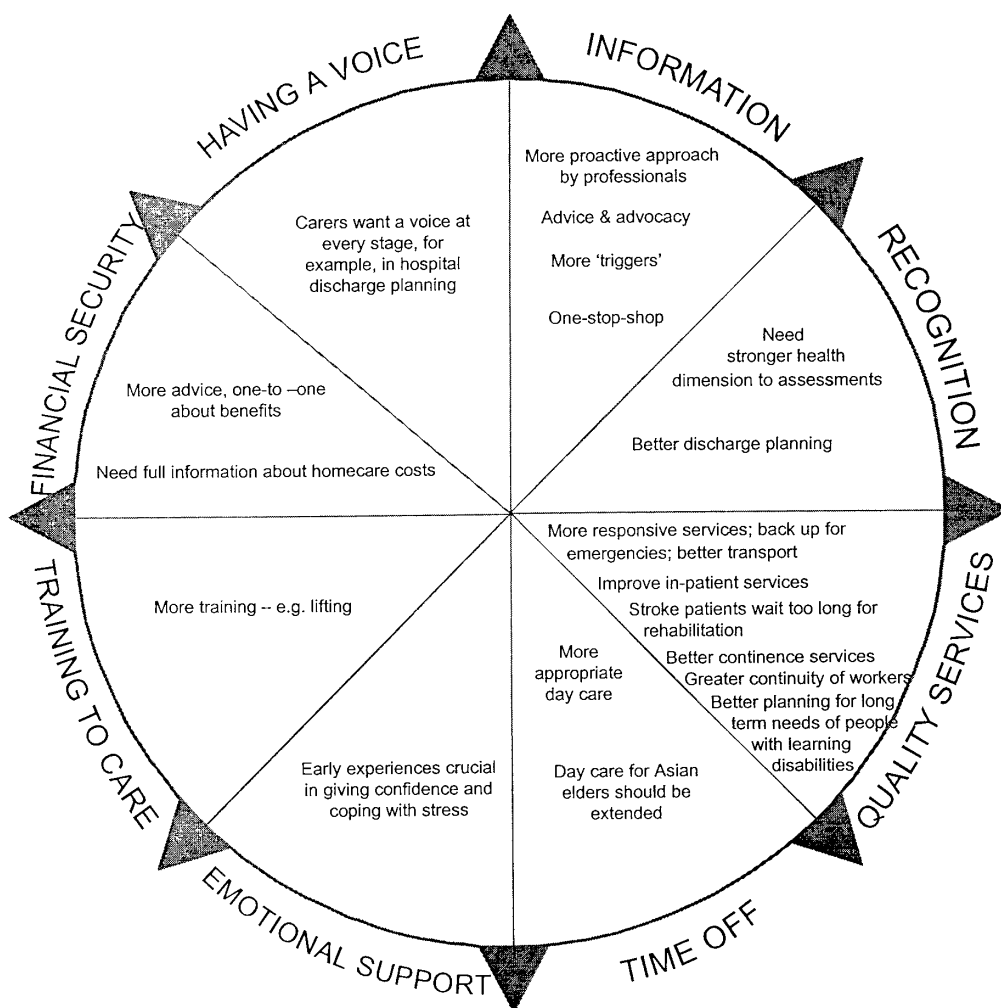 HAVING A VOICE
Carers want a voice at
every stage, for
example, in hospital
discharge planning
INFORMATION
More proactive approach
by professionals
Advice & advocacy
More ‘triggers’
One-stop-shop
RECOGNITION
Need
stronger health
dimension to assessments
Better discharge planning
QUALITY SERVICES
More responsive services; back up for
emergencies; better transport
Improve in-patient services
Stroke patients wait too long for
rehabilitation
Better continence services
Greater continuity of workers
Better planning for long
term needs of people
with learning
disabilities
TIME OFF
More
appropriate
day care
Day care for Asian
elders should be
extended
EMOTIONAL SUPPORT
Early experiences crucial
in giving confidence and
coping with stress
TRAINING TO CARE
More training -- e.g. lifting
FINANCIAL SECURITY
More advice, one-to –one
about benefits
Need full information about homecare costs